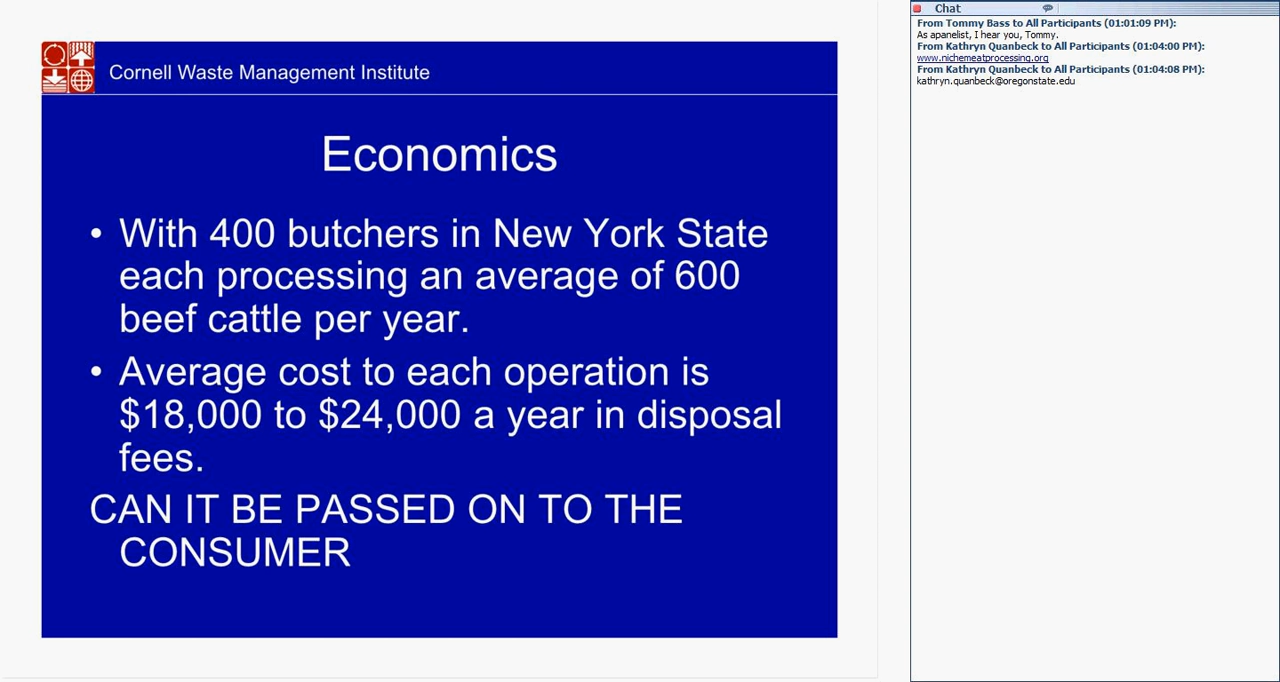 Cornell Waste Management Institute
Economics
• With 400 butchers in New York State
each processing an average of 600
beef cattle per year.
• Average cost to each operation is
$18,000 to $24,000 a year in disposal
fees.
CAN IT BE PASSED ON TO THE
CONSUMER
Chat
From Tommy Bass to All Participants (01:01:09 PM):
As apanelist, I hear you, Tommy.
From Kathryn Quanbeck to All Participants (01:04:00 PM):
www.nichemeatprocessing.org
From Kathryn Quanbeck to All Participants (01:04:08 PM):
kathryn.quanbeck@oregonstate.edu